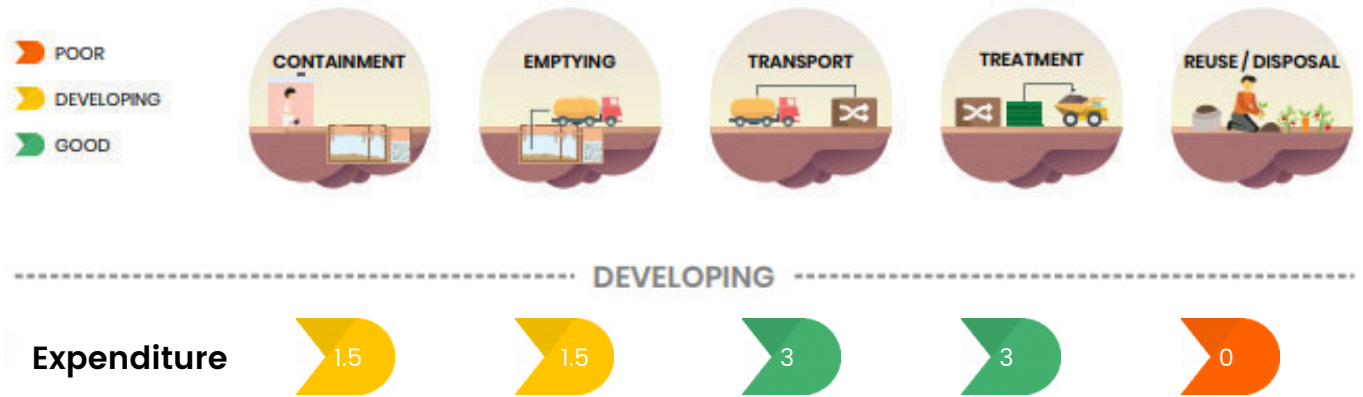 POOR
DEVELOPING
GOOD
CONTAINMENT
EMPTYING
TRANSPORT
TREATMENT
REUSE / DISPOSAL
DEVELOPING
Expenditure 1.5 1.5 3 3 0